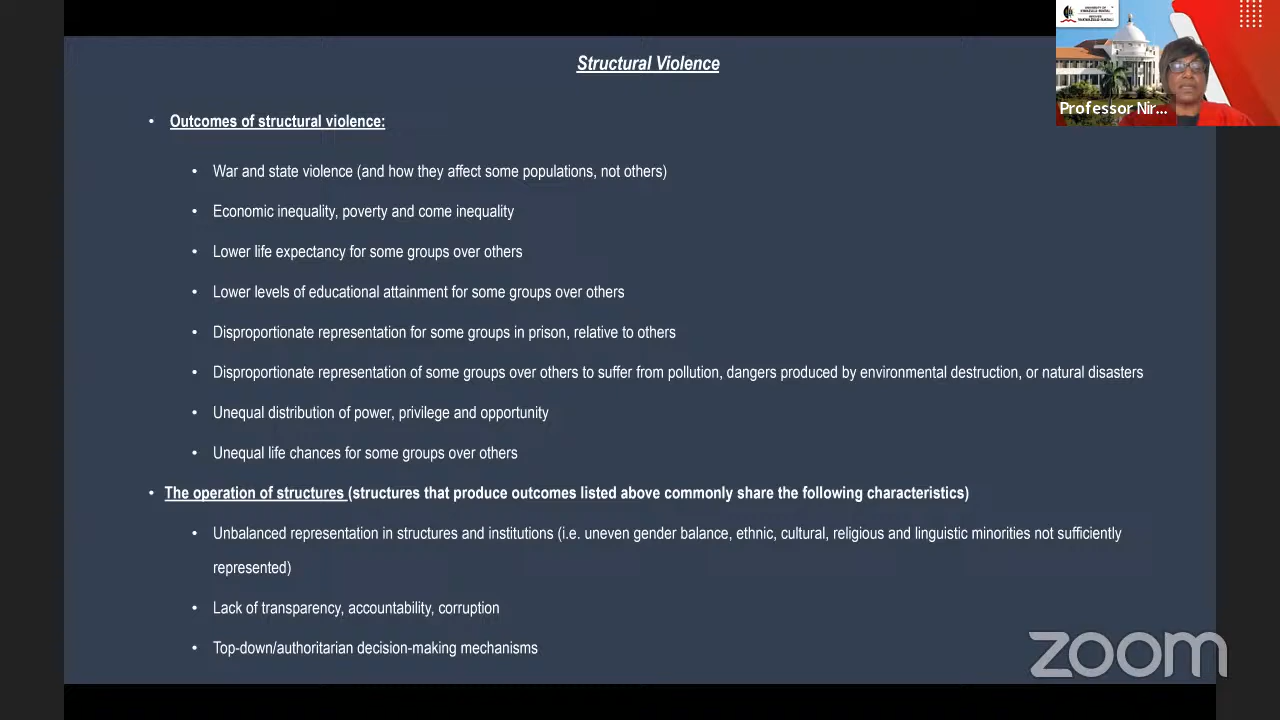 Structural Violence
UNIVERSITY OF
KWAZULU-NATAL
INYUVESI
YAKWAZULU-NATALI
Professor Nir...
• Outcomes of structural violence:
• War and state violence (and how they affect some populations, not others)
• Economic inequality, poverty and come inequality
• Lower life expectancy for some groups over others
• Lower levels of educational attainment for some groups over others
• Disproportionate representation for some groups in prison, relative to others
• Disproportionate representation of some groups over others to suffer from pollution, dangers produced by environmental destruction, or natural disasters
• Unequal distribution of power, privilege and opportunity
• Unequal life chances for some groups over others
• The operation of structures (structures that produce outcomes listed above commonly share the following characteristics)
• Unbalanced representation in structures and institutions (i.e. uneven gender balance, ethnic, cultural, religious and linguistic minorities not sufficiently
represented)
• Lack of transparency, accountability, corruption
• Top-down/authoritarian decision-making mechanisms
zoom